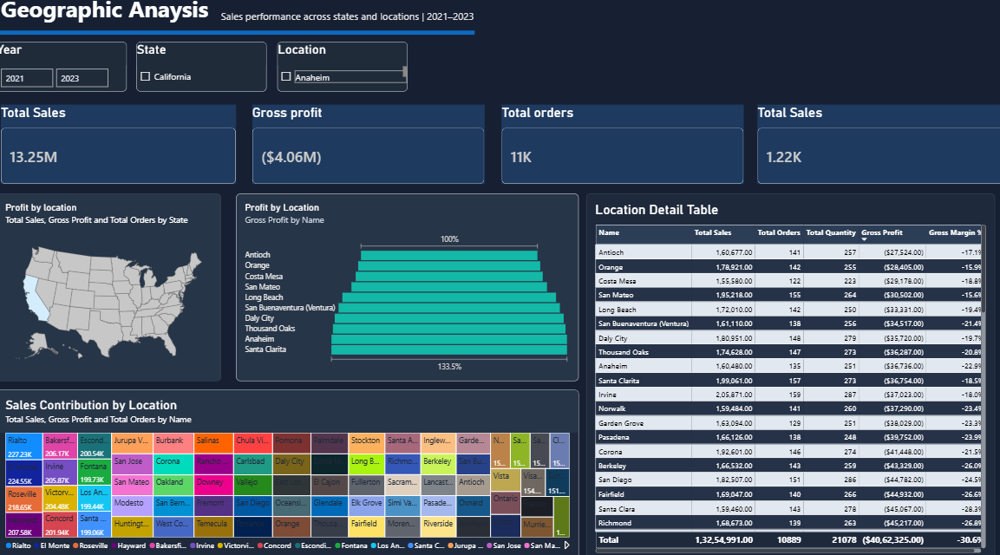 Geographic Anaysis
Sales performance across states and locations | 2021–2023
Year
2021
2023
State
California
Location
Anaheim
Total Sales
13.25M
Gross profit
($4.06M)
Total orders
11K
Total Sales
1.22K
Profit by location
Total Sales, Gross Profit and Total Orders by State
Profit by Location
Gross Profit by Name
100%
Antioch
Orange
Costa Mesa
San Mateo
Long Beach
San Buenaventura (Ventura)
Daly City
Thousand Oaks
Anaheim
Santa Clarita
133.5%
Location Detail Table
Name Total Sales Total Orders Total Quantity Gross Profit Gross Margin %
Antioch 1,60,677.00 141 257 ($27,524.00) -17.1%
Orange 1,78,921.00 142 255 ($28,405.00) -15.9%
Costa Mesa 1,55,580.00 122 223 ($29,178.00) -18.8%
San Mateo 1,95,218.00 155 264 ($30,502.00) -15.6%
Long Beach 1,72,010.00 142 250 ($33,331.00) -19.4%
San Buenaventura (Ventura) 1,61,110.00 138 256 ($34,517.00) -21.4%
Daly City 1,80,951.00 148 279 ($35,720.00) -19.7%
Thousand Oaks 1,74,628.00 147 273 ($36,287.00) -20.8%
Anaheim 1,60,480.00 135 251 ($36,736.00) -22.9%
Santa Clarita 1,99,061.00 157 273 ($36,754.00) -18.5%
Irvine 2,05,871.00 159 287 ($37,023.00) -18.0%
Norwalk 1,59,484.00 141 260 ($37,290.00) -23.4%
Garden Grove 1,63,094.00 129 251 ($38,029.00) -23.3%
Pasadena 1,66,126.00 138 248 ($39,752.00) -23.9%
Corona 1,92,601.00 146 274 ($41,448.00) -21.5%
Berkeley 1,66,532.00 143 259 ($43,329.00) -26.0%
San Diego 1,82,507.00 151 286 ($44,782.00) -24.5%
Fairfield 1,69,047.00 140 266 ($44,932.00) -26.6%
Santa Clara 1,59,460.00 143 278 ($45,067.00) -28.3%
Richmond 1,68,673.00 139 263 ($45,217.00) -26.8%
Total 1,32,54,991.00 10889 21078 ($40,62,325.00) -30.6%
Sales Contribution by Location
Total Sales, Gross Profit and Total Orders by Name
Rialto Bakersf... Escond... Jurupa V... Burbank Salinas Chula Vi... Pomona Palmdale Stockton Santa A... Inglew... Garde... N... Sa... Sa... Cl...
227.23K 206.17K 200.54K 15... 15... 15... 15...
Irvine Fontana San Jose Corona Rancho... Carlsbad Daly City Long B... Richmo... Berkeley San Bu...
224.55K 205.87K 199.73K
Roseville Victorv... Los An... San Mateo Oakland Downey Vallejo El Cajon Fullerton Sacram... Lancast... Antioch Vista Visa...
218.65K 204.48K 199.44K 154... 151...
Concord Santa ... Modesto San Bern... Fremont San Diego Oceansi... Glendale Elk Grove Simi Va... Pasade... Oxnard Ontario
207.58K 201.94K 199.06K
Huntingt... West Co... Temecula Orange Thousa... Fairfield Moren... Riverside Murrie... 1...
Rialto El Monte Roseville Hayward Bakersfi... Irvine Victorvi... Concord Escondi... Fontana Los An... Santa C... Jurupa ... San Jose San Ma...